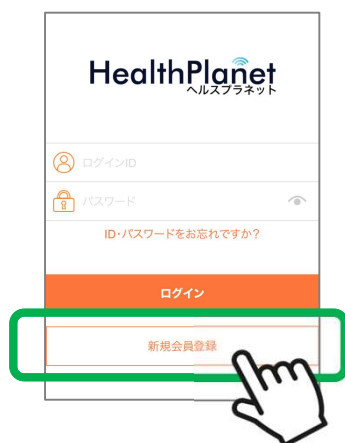 HealthPlanet
ヘルスプラネット
ログインID
パスワード
ID・パスワードをお忘れですか?
ログイン
新規会員登録